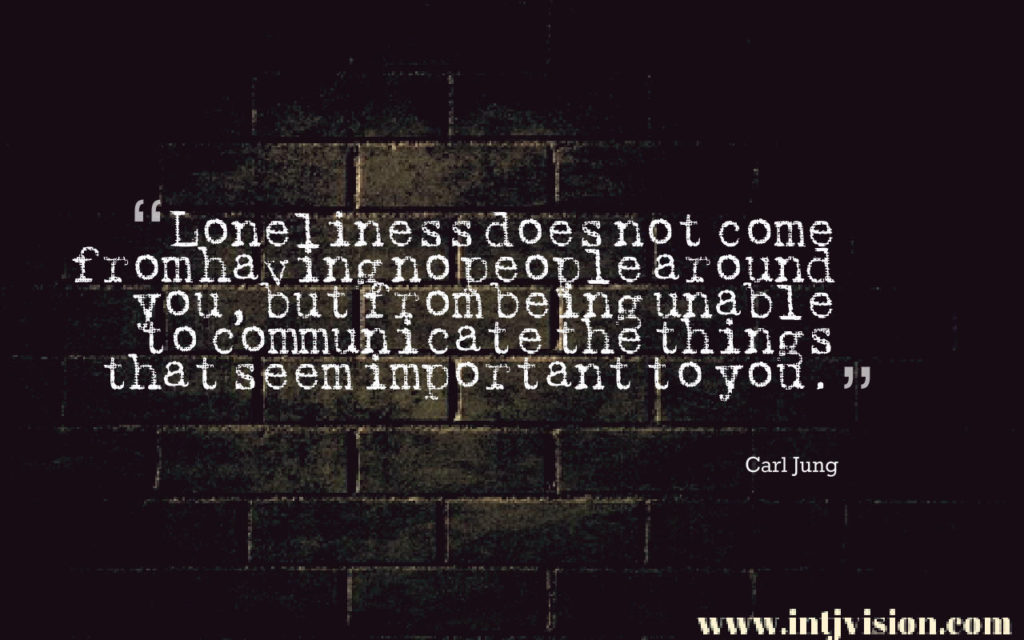 “Loneliness does not come
from having no people around
you, but from being unable
to communicate the things
that seem important to you.”
Carl Jung
www.intjvision.com